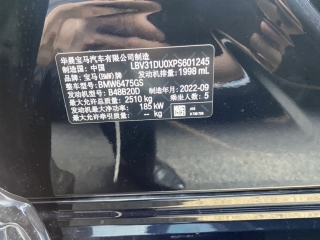 华晨宝马汽车有限公司制造
制造国：中国 LBV31DU0XPS601245
品牌：宝马(BMW)牌 发动机排量：1998 mL
整车型号：BMW6475GS
发动机型号：B48B20D
最大允许总质量：2510 kg 制造年月：2022-09
发动机最大净功率：185 kW 乘坐人数：5
最大允许牵引质量：-- kg